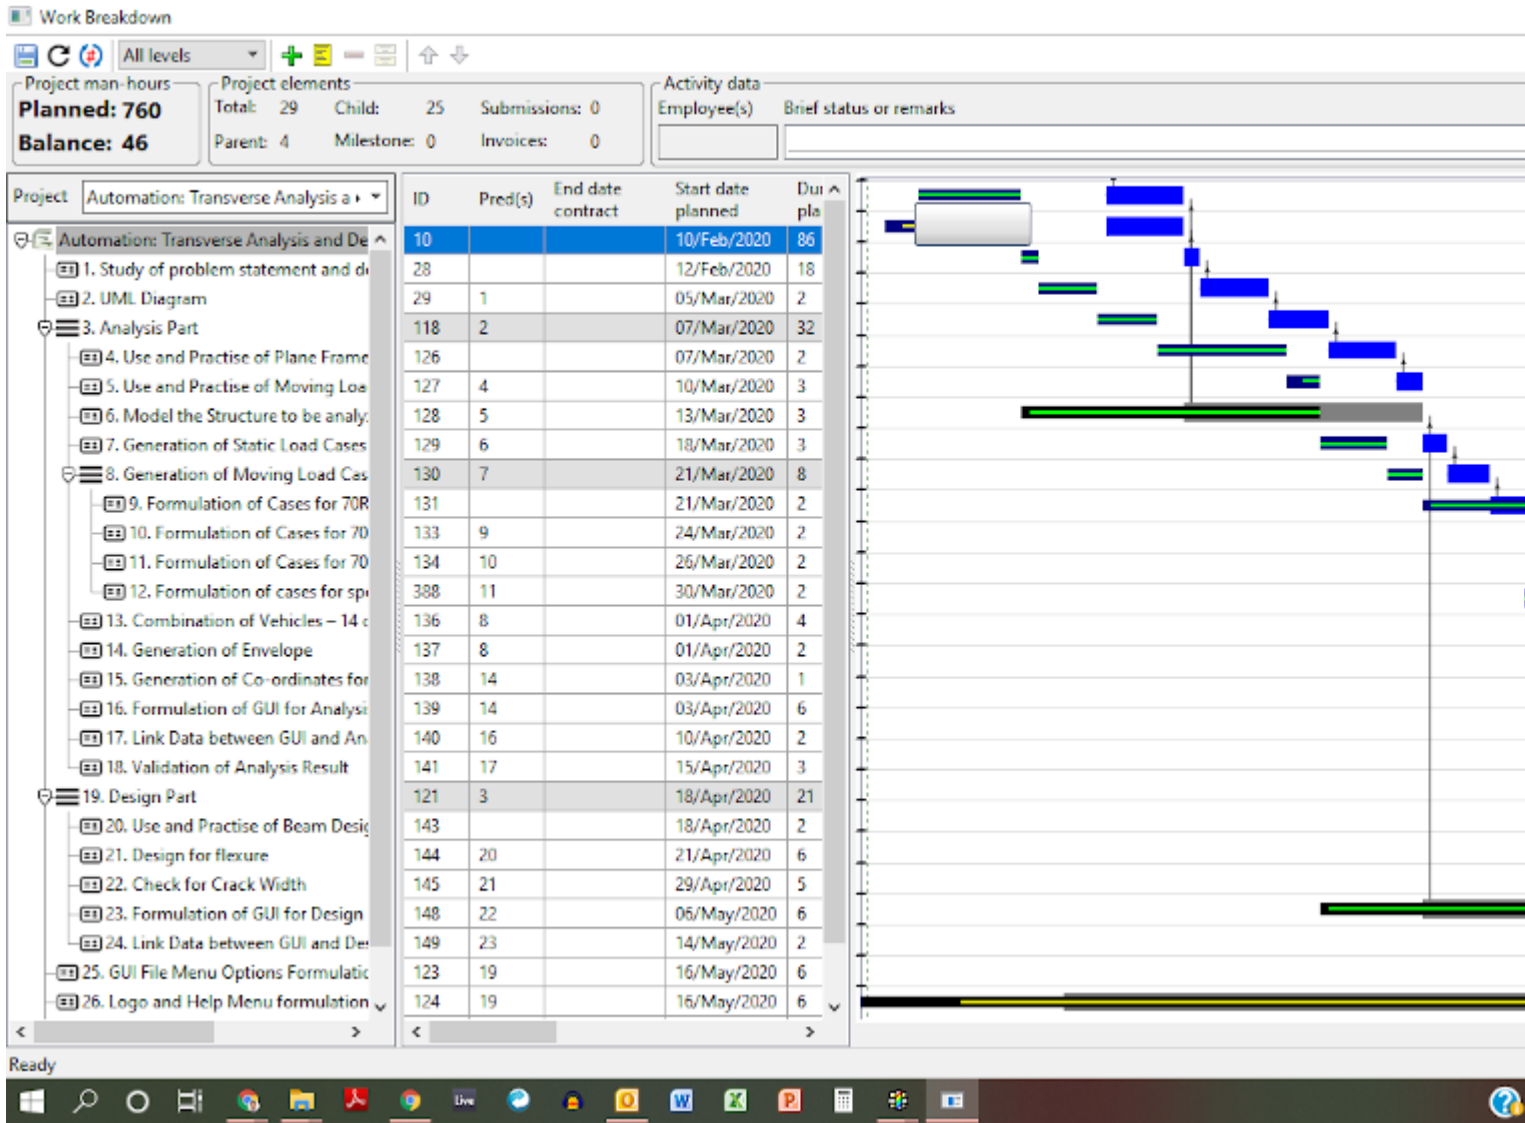 Work Breakdown
All levels
Project man-hours
Planned: 760
Balance: 46
Project elements
Total: 29 Child: 25 Submissions: 0
Parent: 4 Milestone: 0 Invoices: 0
Activity data
Employee(s) Brief status or remarks
Project Automation: Transverse Analysis a
ID Pred(s) End date contract Start date planned Dur pla
Automation: Transverse Analysis and De 10 10/Feb/2020 86
1. Study of problem statement and de 28 12/Feb/2020 18
2. UML Diagram 29 1 05/Mar/2020 2
3. Analysis Part 118 2 07/Mar/2020 32
4. Use and Practise of Plane Frame 126 07/Mar/2020 2
5. Use and Practise of Moving Loa 127 4 10/Mar/2020 3
6. Model the Structure to be analy 128 5 13/Mar/2020 3
7. Generation of Static Load Cases 129 6 18/Mar/2020 3
8. Generation of Moving Load Cas 130 7 21/Mar/2020 8
9. Formulation of Cases for 70R 131 21/Mar/2020 2
10. Formulation of Cases for 70 133 9 24/Mar/2020 2
11. Formulation of Cases for 70 134 10 26/Mar/2020 2
12. Formulation of cases for spe 388 11 30/Mar/2020 2
13. Combination of Vehicles – 14 c 136 8 01/Apr/2020 4
14. Generation of Envelope 137 8 01/Apr/2020 2
15. Generation of Co-ordinates for 138 14 03/Apr/2020 1
16. Formulation of GUI for Analysi 139 14 03/Apr/2020 6
17. Link Data between GUI and An 140 16 10/Apr/2020 2
18. Validation of Analysis Result 141 17 15/Apr/2020 3
19. Design Part 121 3 18/Apr/2020 21
20. Use and Practise of Beam Desig 143 18/Apr/2020 2
21. Design for flexure 144 20 21/Apr/2020 6
22. Check for Crack Width 145 21 29/Apr/2020 5
23. Formulation of GUI for Design 148 22 06/May/2020 6
24. Link Data between GUI and Des 149 23 14/May/2020 2
25. GUI File Menu Options Formulatic 123 19 16/May/2020 6
26. Logo and Help Menu formulation 124 19 16/May/2020 6
Ready
Live